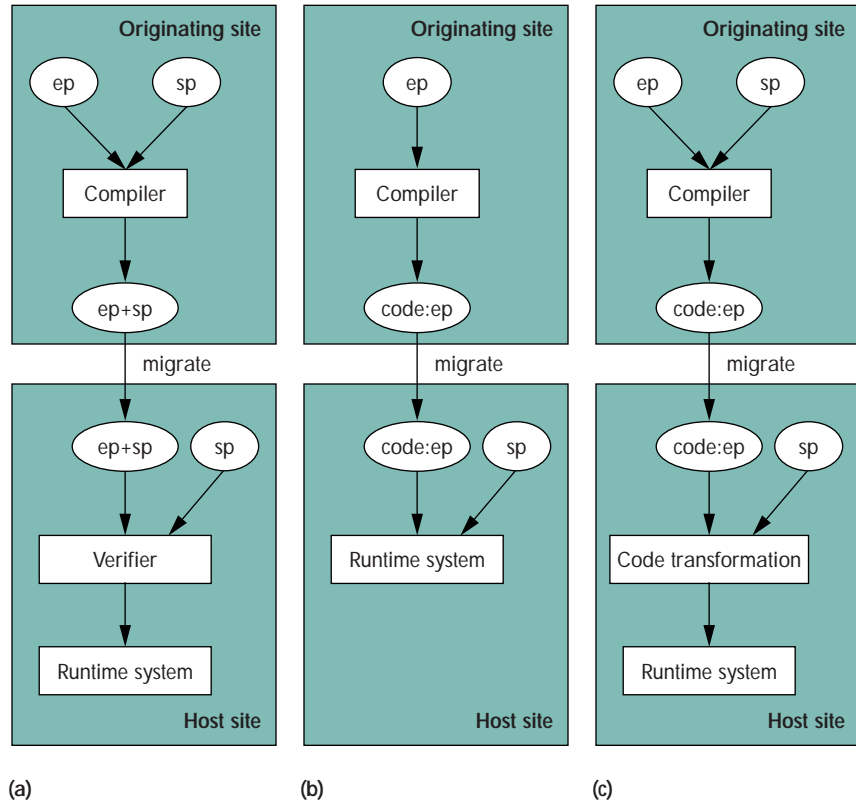 Originating site
ep
sp
Compiler
ep+sp
migrate
ep+sp
sp
Verifier
Runtime system
Host site
(a)
Originating site
ep
Compiler
code:ep
migrate
code:ep
sp
Runtime system
Host site
(b)
Originating site
ep
sp
Compiler
code:ep
migrate
code:ep
sp
Code transformation
Runtime system
Host site
(c)